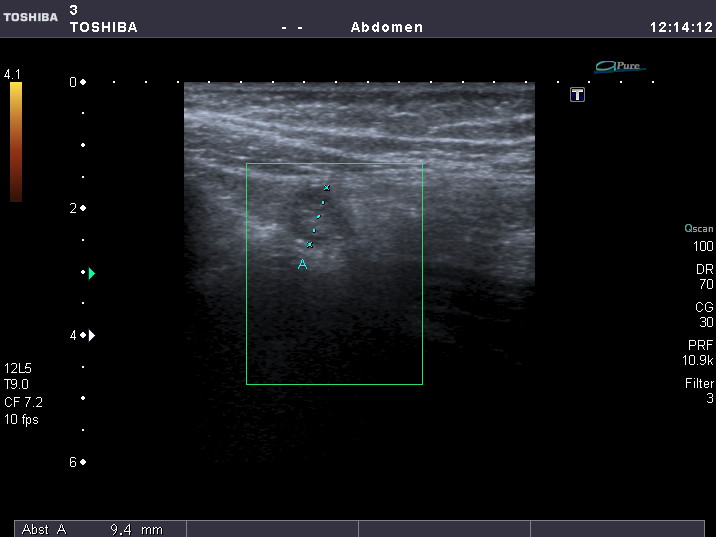 TOSHIBA
3
TOSHIBA - - Abdomen 12:14:12
Pure
4.1
0
T
2
A
4
6
Qscan
100
DR
70
CG
30
PRF
10.9k
Filter
3
12L5
T9.0
CF 7.2
10 fps
Abst A 9.4 mm